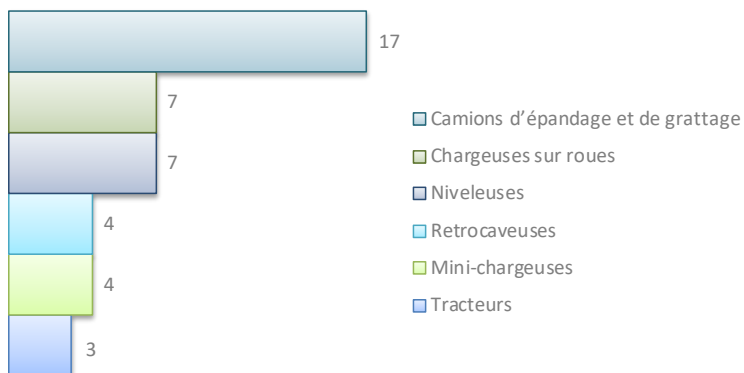 17
7
7
4
4
3
Camions d’épandage et de grattage
Chargeuses sur roues
Niveleuses
Retrocaveuses
Mini-chargeuses
Tracteurs